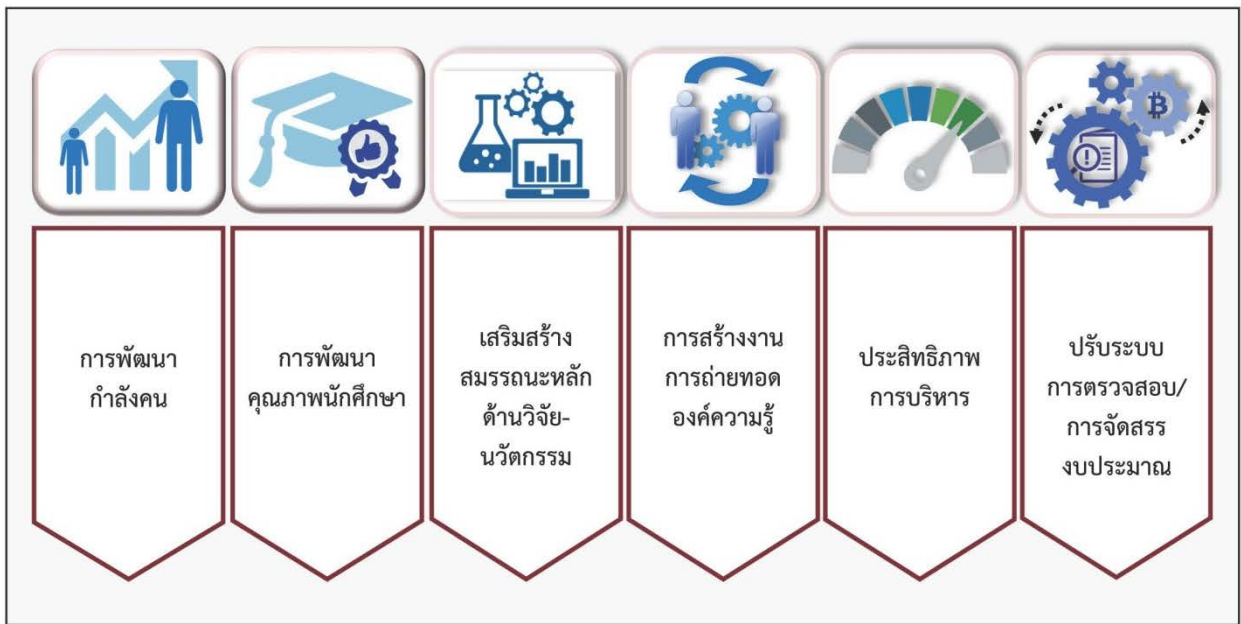 การพัฒนา
กำลังคน
การพัฒนา
คุณภาพนักศึกษา
เสริมสร้าง
สมรรถนะหลัก
ด้านวิจัย-
นวัตกรรม
การสร้างงาน
การถ่ายทอด
องค์ความรู้
ประสิทธิภาพ
การบริหาร
ปรับระบบ
การตรวจสอบ/
การจัดสรร
งบประมาณ